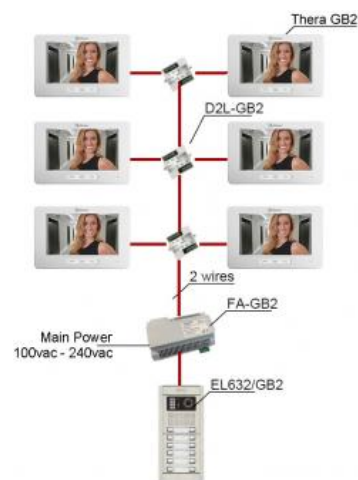 Thera GB2
D2L-GB2
2 wires
FA-GB2
Main Power
100vac - 240vac
EL632/GB2